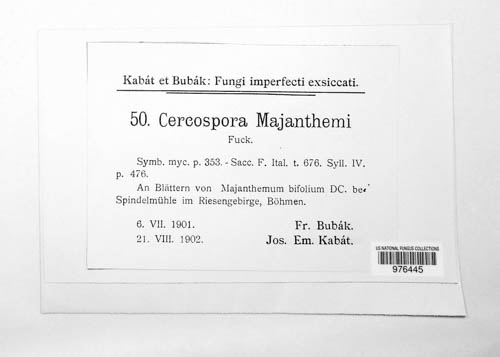 Kabát et Bubák: Fungi imperfecti exsiccati.
50. Cercospora Majanthemi
Fuck.
Symb. myc. p. 353. - Sacc. F. Ital. t. 676. Syll. IV.
p. 476.
An Blättern von Majanthemum bifolium DC. bei
Spindelmühle im Riesengebirge, Böhmen.
6. VII. 1901. Fr. Bubák.
21. VIII. 1902. Jos. Em. Kabát.
US NATIONAL FUNGUS COLLECTIONS
976445